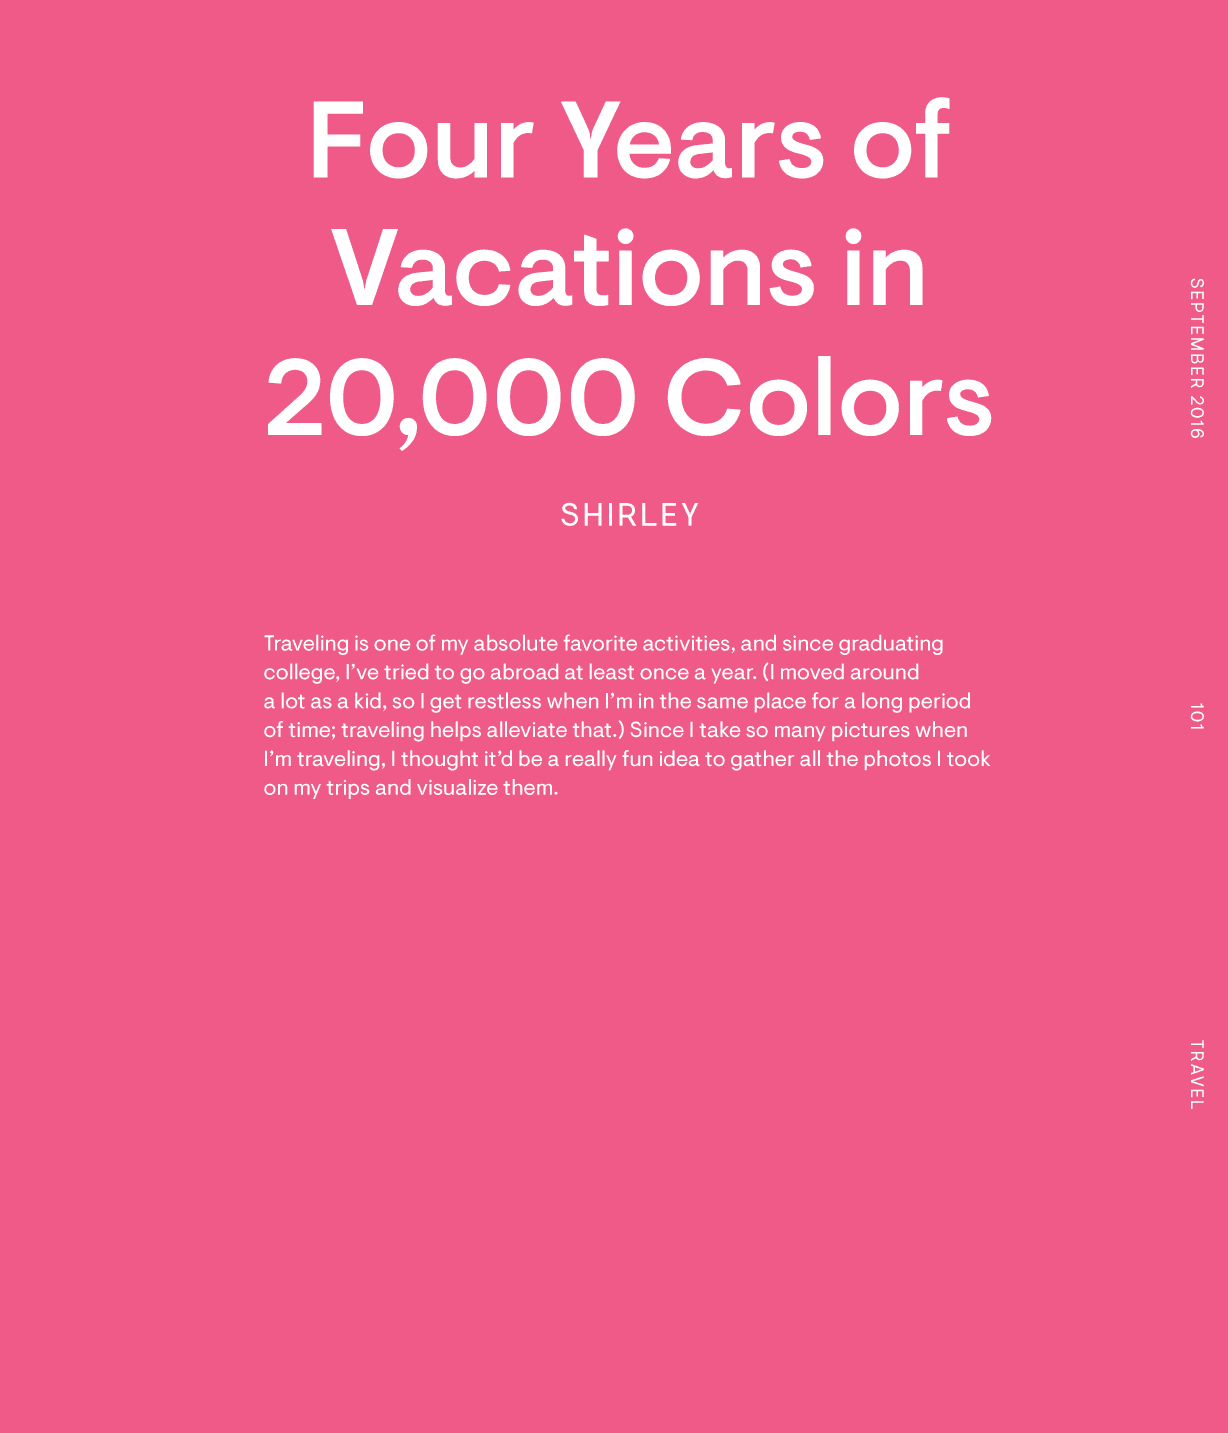 Four Years of
Vacations in
20,000 Colors
SHIRLEY
Traveling is one of my absolute favorite activities, and since graduating
college, I’ve tried to go abroad at least once a year. (I moved around
a lot as a kid, so I get restless when I’m in the same place for a long period
of time; traveling helps alleviate that.) Since I take so many pictures when
I’m traveling, I thought it’d be a really fun idea to gather all the photos I took
on my trips and visualize them.
SEPTEMBER 2016
101
TRAVEL